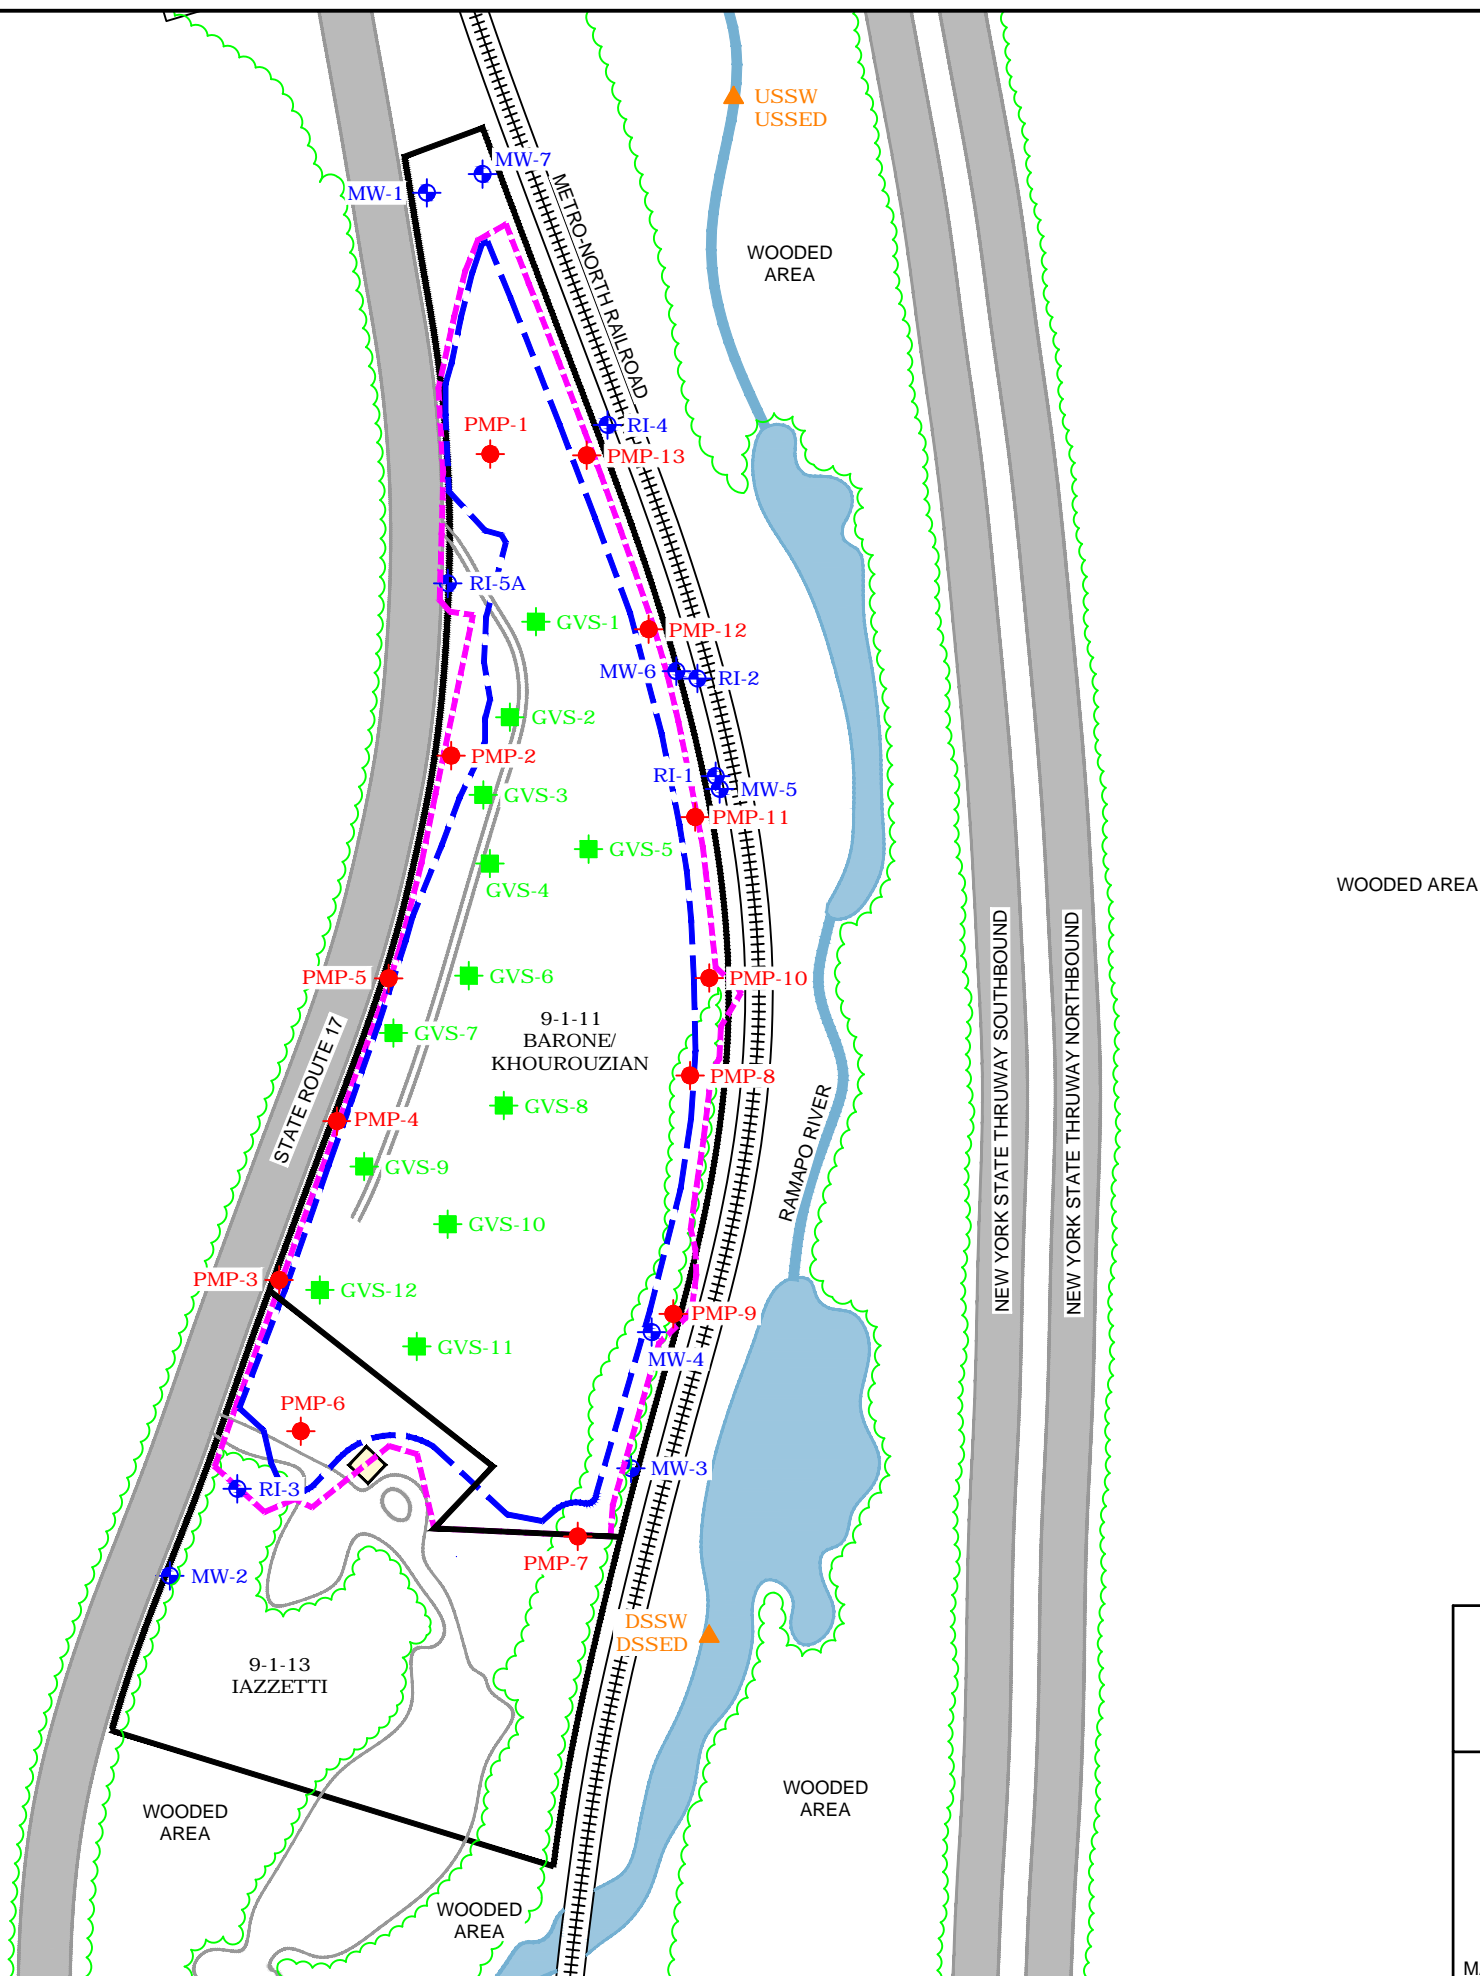 USSW
USSED
MW-7
MW-1
METRO-NORTH RAILROAD
WOODED
AREA
PMP-1
RI-4
PMP-13
RI-5A
GVS-1
PMP-12
MW-6
RI-2
GVS-2
PMP-2
RI-1
MW-5
GVS-3
PMP-11
GVS-5
GVS-4
WOODED AREA
PMP-5
GVS-6
PMP-10
9-1-11
BARONE/
KHOUROUZIAN
GVS-7
STATE ROUTE 17
PMP-8
GVS-8
PMP-4
RAMAPO RIVER
NEW YORK STATE THRUWAY SOUTHBOUND
NEW YORK STATE THRUWAY NORTHBOUND
GVS-9
GVS-10
PMP-3
GVS-12
PMP-9
GVS-11
MW-4
PMP-6
MW-3
RI-3
PMP-7
MW-2
DSSW
DSSED
9-1-13
IAZZETTI
WOODED
AREA
WOODED
AREA
WOODED
AREA